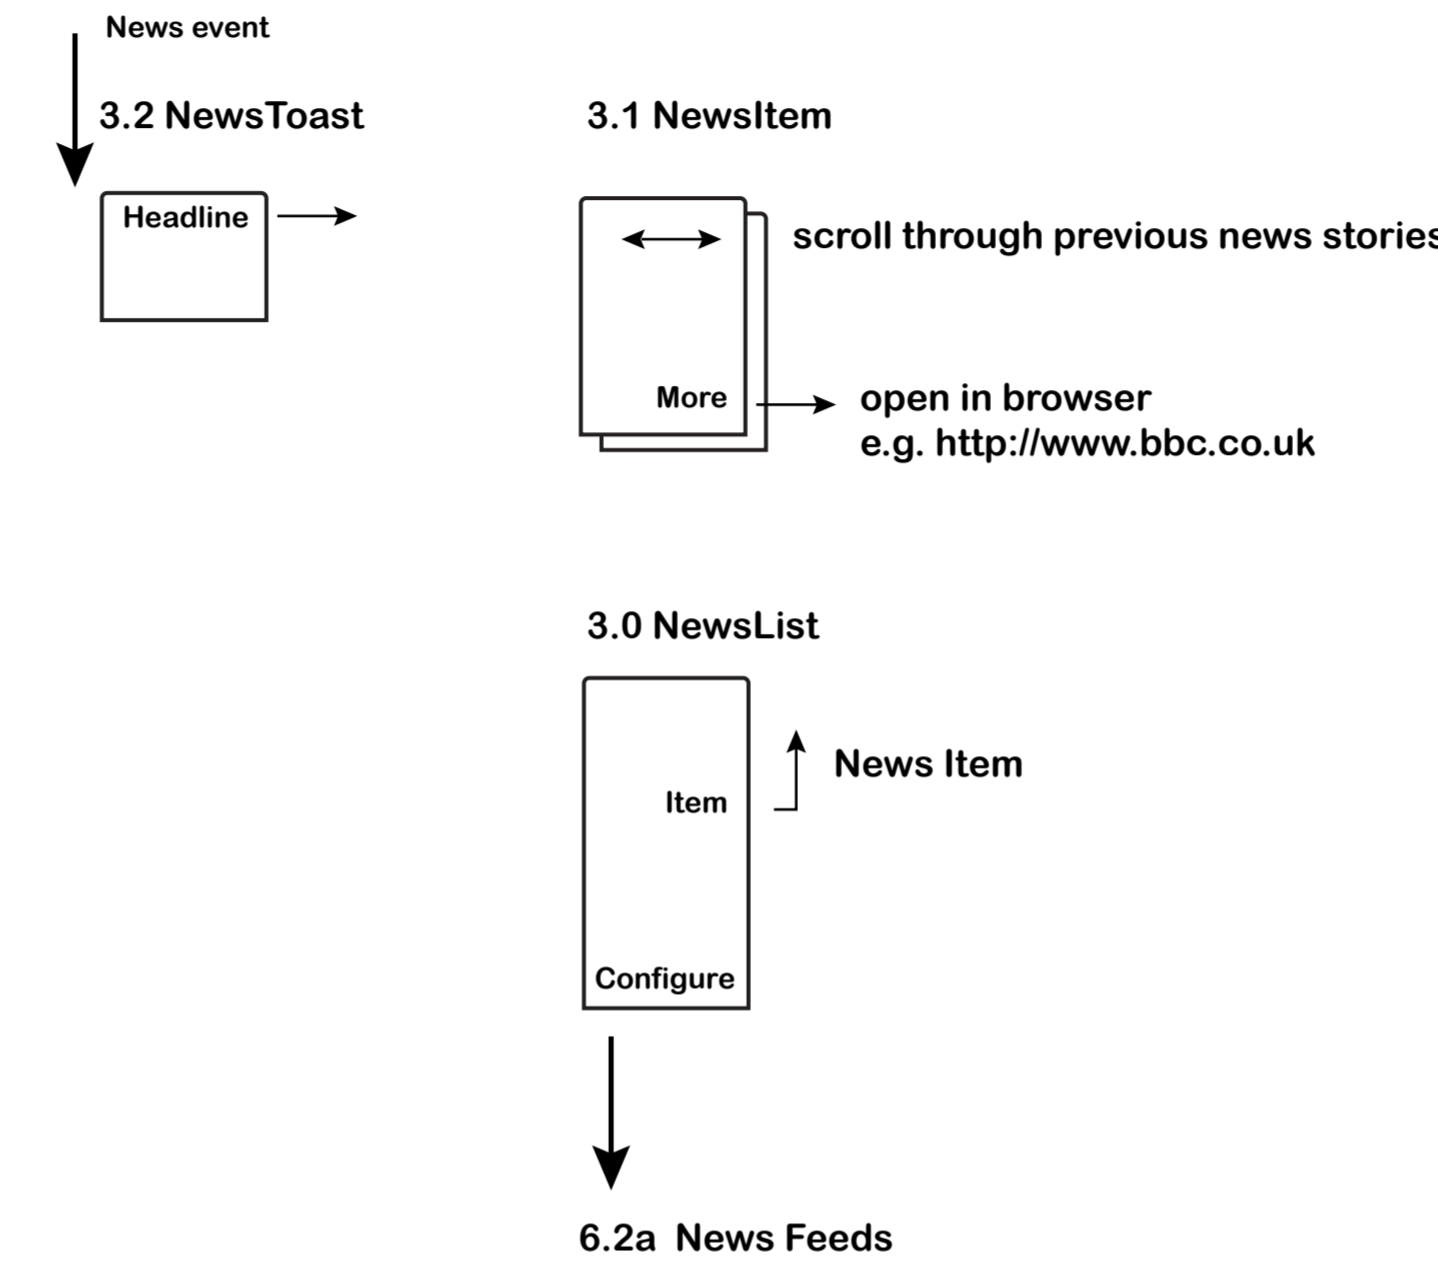 News event
3.2 NewsToast
3.1 NewsItem
Headline
scroll through previous news stories
More
open in browser
e.g. http://www.bbc.co.uk
3.0 NewsList
News Item
Item
Configure
6.2a News Feeds